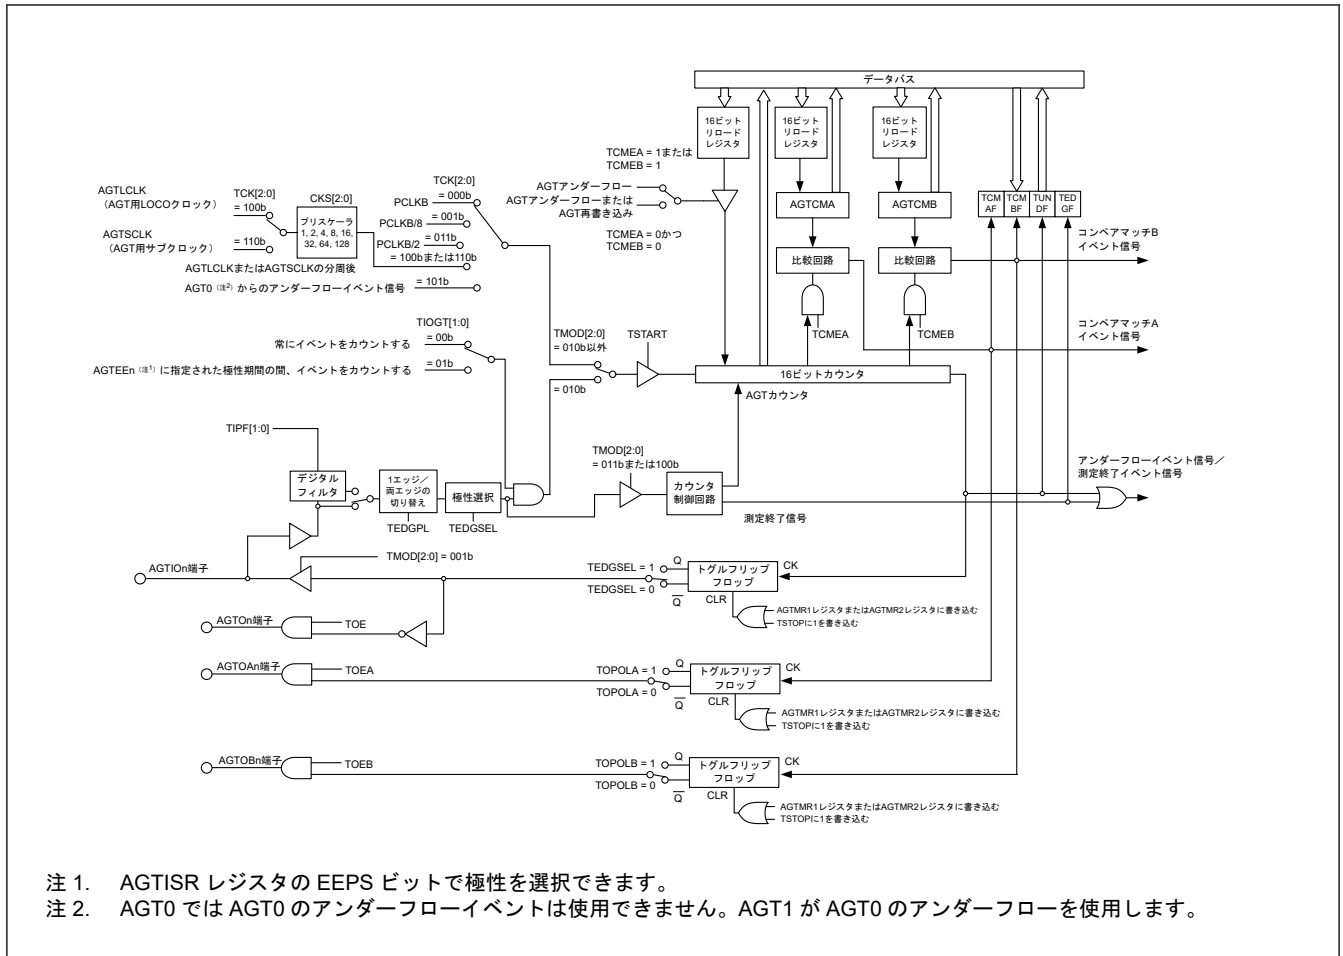 データバス
16ビット
リロード
レジスタ
16ビット
リロード
レジスタ
16ビット
リロード
レジスタ
TCMEA = 1または
TCMEB = 1
AGTアンダーフロー
AGTアンダーフローまたは
AGT再書き込み
TCMEA = 0かつ
TCMEB = 0
AGTCMA
AGTCMB
TCM
AF
TCM
BF
TUN
DF
TED
GF
比較回路
比較回路
TCMEA
TCMEB
コンペアマッチB
イベント信号
コンペアマッチA
イベント信号
AGTLCLK
（AGT用LOCOクロック）
TCK[2:0]
= 100b
AGTSCLK
（AGT用サブクロック）
= 110b
CKS[2:0]
プリスケーラ
1, 2, 4, 8, 16,
32, 64, 128
TCK[2:0]
= 000b
PCLKB
= 001b
PCLKB/8
= 011b
PCLKB/2
= 100bまたは110b
AGTLCLKまたはAGTSCLKの分周後
AGT0（注2）からのアンダーフローイベント信号
= 101b
TIOGT[1:0]
= 00b
常にイベントをカウントする
AGTEEn（注1）に指定された極性期間の間、イベントをカウントする
= 01b
TMOD[2:0]
= 010b以外
= 010b
TSTART
16ビットカウンタ
AGTカウンタ
TIPF[1:0]
デジタル
フィルタ
1エッジ／
両エッジの
切り替え
TEDGPL
極性選択
TEDGSEL
TMOD[2:0]
= 011bまたは100b
カウンタ
制御回路
測定終了信号
アンダーフローイベント信号／
測定終了イベント信号
AGTIOn端子
TMOD[2:0] = 001b
TEDGSEL = 1
TEDGSEL = 0
Q
Q
トグルフリップ
フロップ
CK
CLR
AGTMR1レジスタまたはAGTMR2レジスタに書き込む
TSTOPに1を書き込む
AGTOn端子
TOE
AGTOAn端子
TOEA
TOPOLA = 1
TOPOLA = 0
Q
Q
トグルフリップ
フロップ
CK
CLR
AGTMR1レジスタまたはAGTMR2レジスタに書き込む
TSTOPに1を書き込む
AGTOBn端子
TOEB
TOPOLB = 1
TOPOLB = 0
Q
Q
トグルフリップ
フロップ
CK
CLR
AGTMR1レジスタまたはAGTMR2レジスタに書き込む
TSTOPに1を書き込む
注 1. AGTISR レジスタの EEPS ビットで極性を選択できます。
注 2. AGT0 では AGT0 のアンダーフローイベントは使用できません。AGT1 が AGT0 のアンダーフローを使用します。